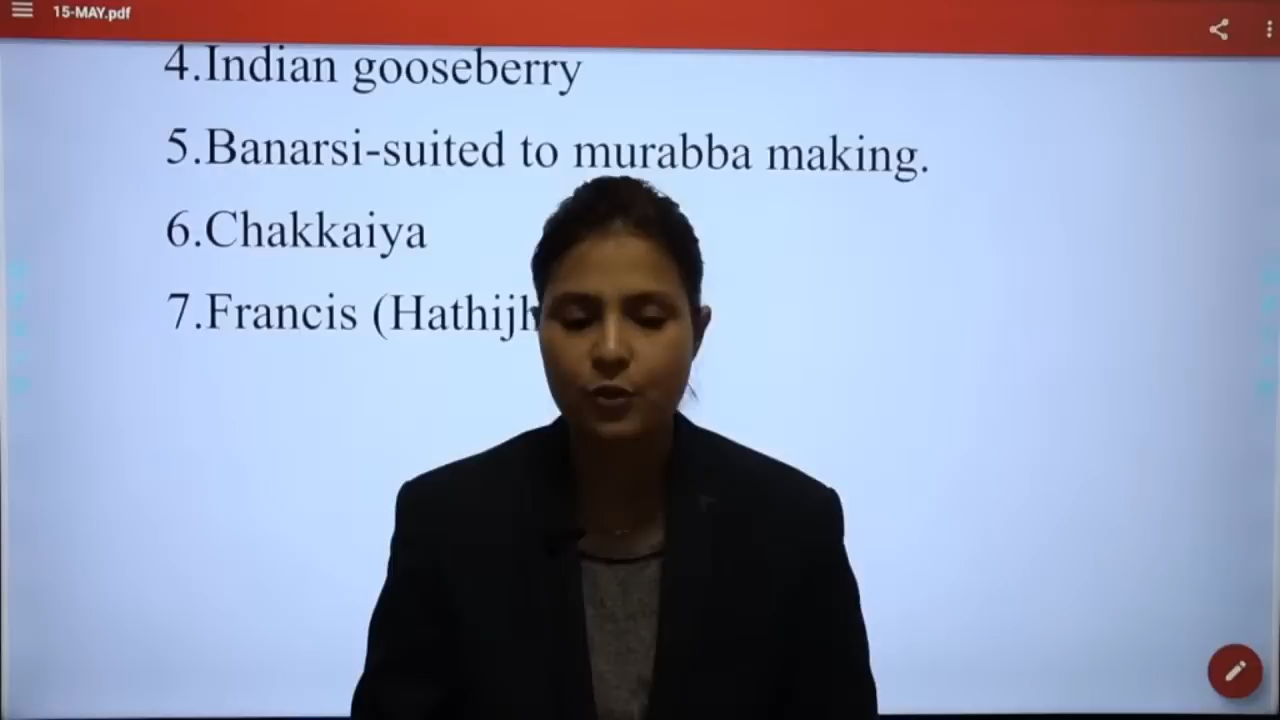 15-MAY.pdf
4.Indian gooseberry
5.Banarsi-suited to murabba making.
6.Chakkaiya
7.Francis